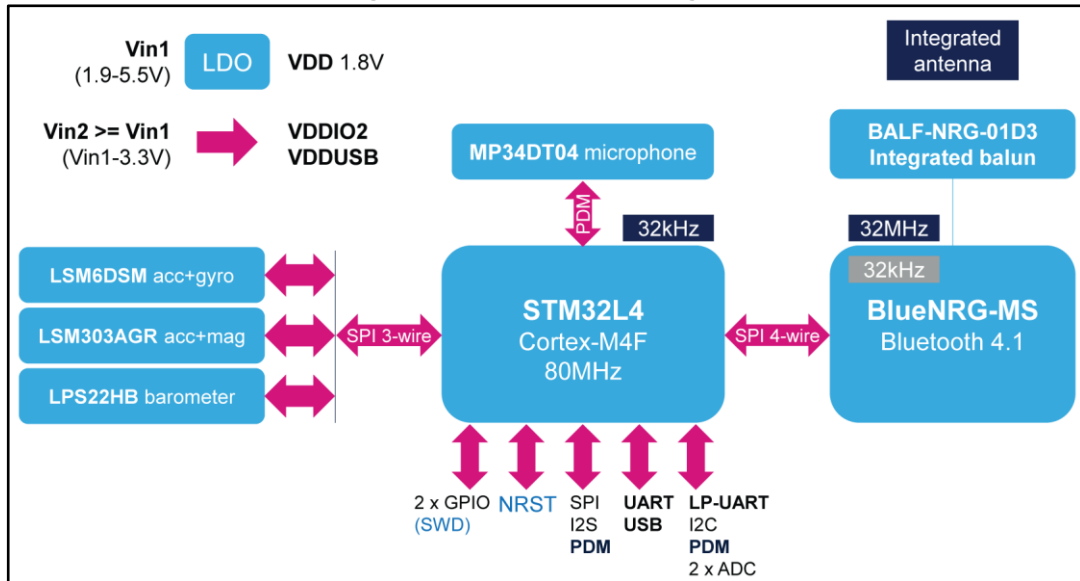 Vin1
(1.9-5.5V)
LDO
VDD 1.8V
Integrated
antenna
Vin2 >= Vin1
(Vin1-3.3V)
VDDIO2
VDDUSB
MP34DT04 microphone
BALF-NRG-01D3
Integrated balun
PDM
32kHz
32MHz
32kHz
LSM6DSM acc+gyro
LSM303AGR acc+mag
LPS22HB barometer
SPI 3-wire
STM32L4
Cortex-M4F
80MHz
SPI 4-wire
BlueNRG-MS
Bluetooth 4.1
2 x GPIO
(SWD)
NRST
SPI
I2S
PDM
UART
USB
LP-UART
I2C
PDM
2 x ADC